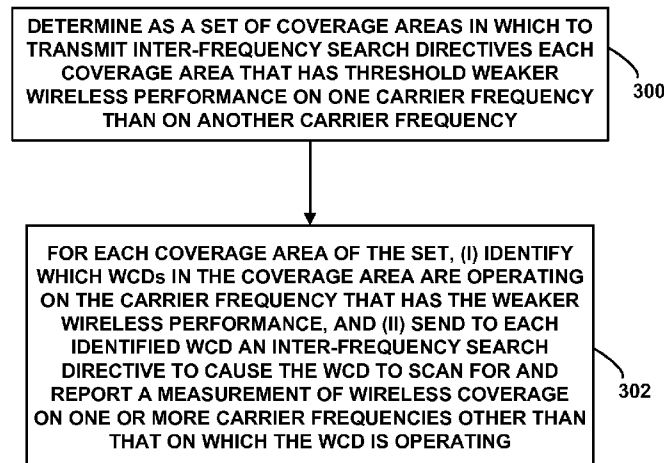 DETERMINE AS A SET OF COVERAGE AREAS IN WHICH TO
TRANSMIT INTER-FREQUENCY SEARCH DIRECTIVES EACH
COVERAGE AREA THAT HAS THRESHOLD WEAKER
WIRELESS PERFORMANCE ON ONE CARRIER FREQUENCY
THAN ON ANOTHER CARRIER FREQUENCY
300
FOR EACH COVERAGE AREA OF THE SET, (I) IDENTIFY
WHICH WCDs IN THE COVERAGE AREA ARE OPERATING
ON THE CARRIER FREQUENCY THAT HAS THE WEAKER
WIRELESS PERFORMANCE, AND (II) SEND TO EACH
IDENTIFIED WCD AN INTER-FREQUENCY SEARCH
DIRECTIVE TO CAUSE THE WCD TO SCAN FOR AND
REPORT A MEASUREMENT OF WIRELESS COVERAGE
ON ONE OR MORE CARRIER FREQUENCIES OTHER THAN
THAT ON WHICH THE WCD IS OPERATING
302